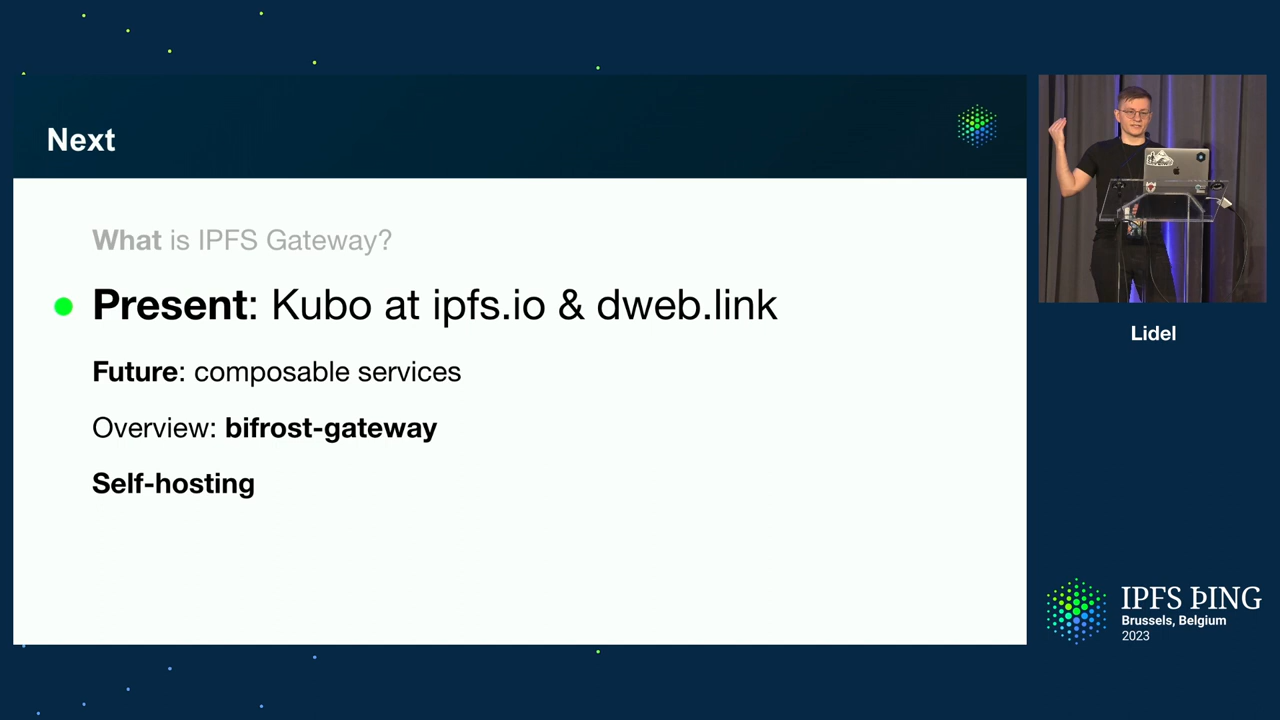 Next
What is IPFS Gateway?
Present: Kubo at ipfs.io & dweb.link
Future: composable services
Overview: bifrost-gateway
Self-hosting
Lidel
IPFS ÞING
Brussels, Belgium
2023